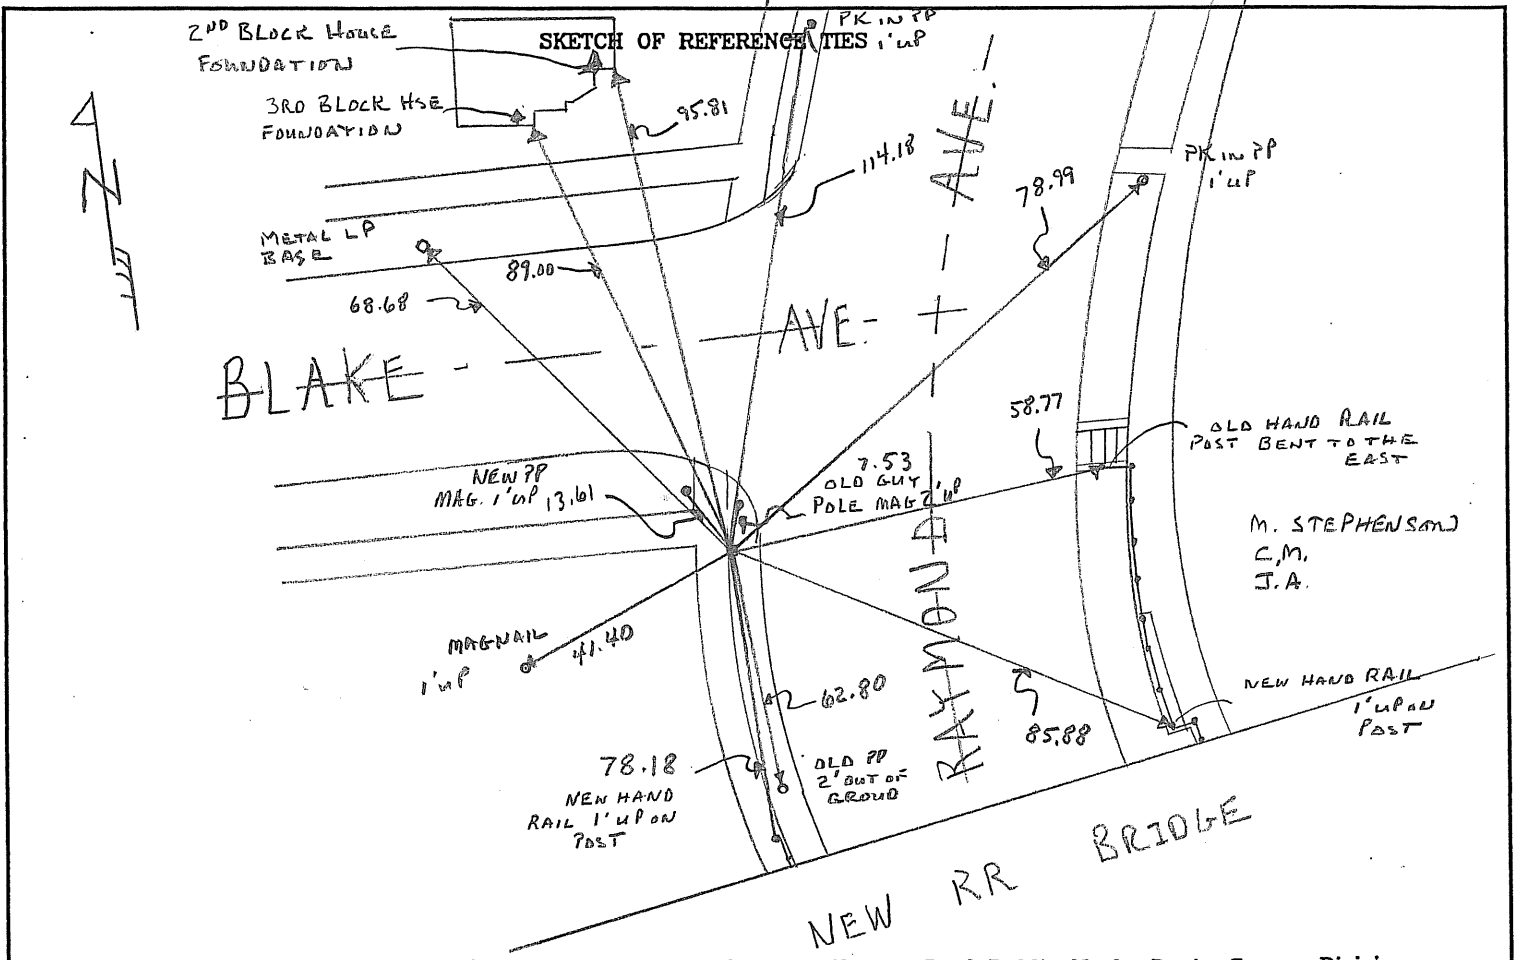 SKETCH OF REFERENCE TIES
2ND BLOCK HOUSE
FOUNDATION
3RD BLOCK HSE
FOUNDATION
PK IN PP
1'UP
95.81
114.18
AVE.
78.99
PK IN PP
1'UP
N
METAL LP
BASE
89.00
68.68
BLAKE AVE.
58.77
OLD HAND RAIL
POST BENT TO THE
EAST
NEW PP
MAG. 1'UP 13.61
7.53
OLD GUY
POLE MAG 2'UP
RAYMOND
M. STEPHENSON
C.M.
J.A.
MAGNAIL
1'UP
41.40
62.80
NEW HAND RAIL
1'UP ON
POST
85.88
78.18
NEW HAND
RAIL 1'UP ON
POST
OLD PP
2'OUT OF
GROUD
NEW RR BRIDGE